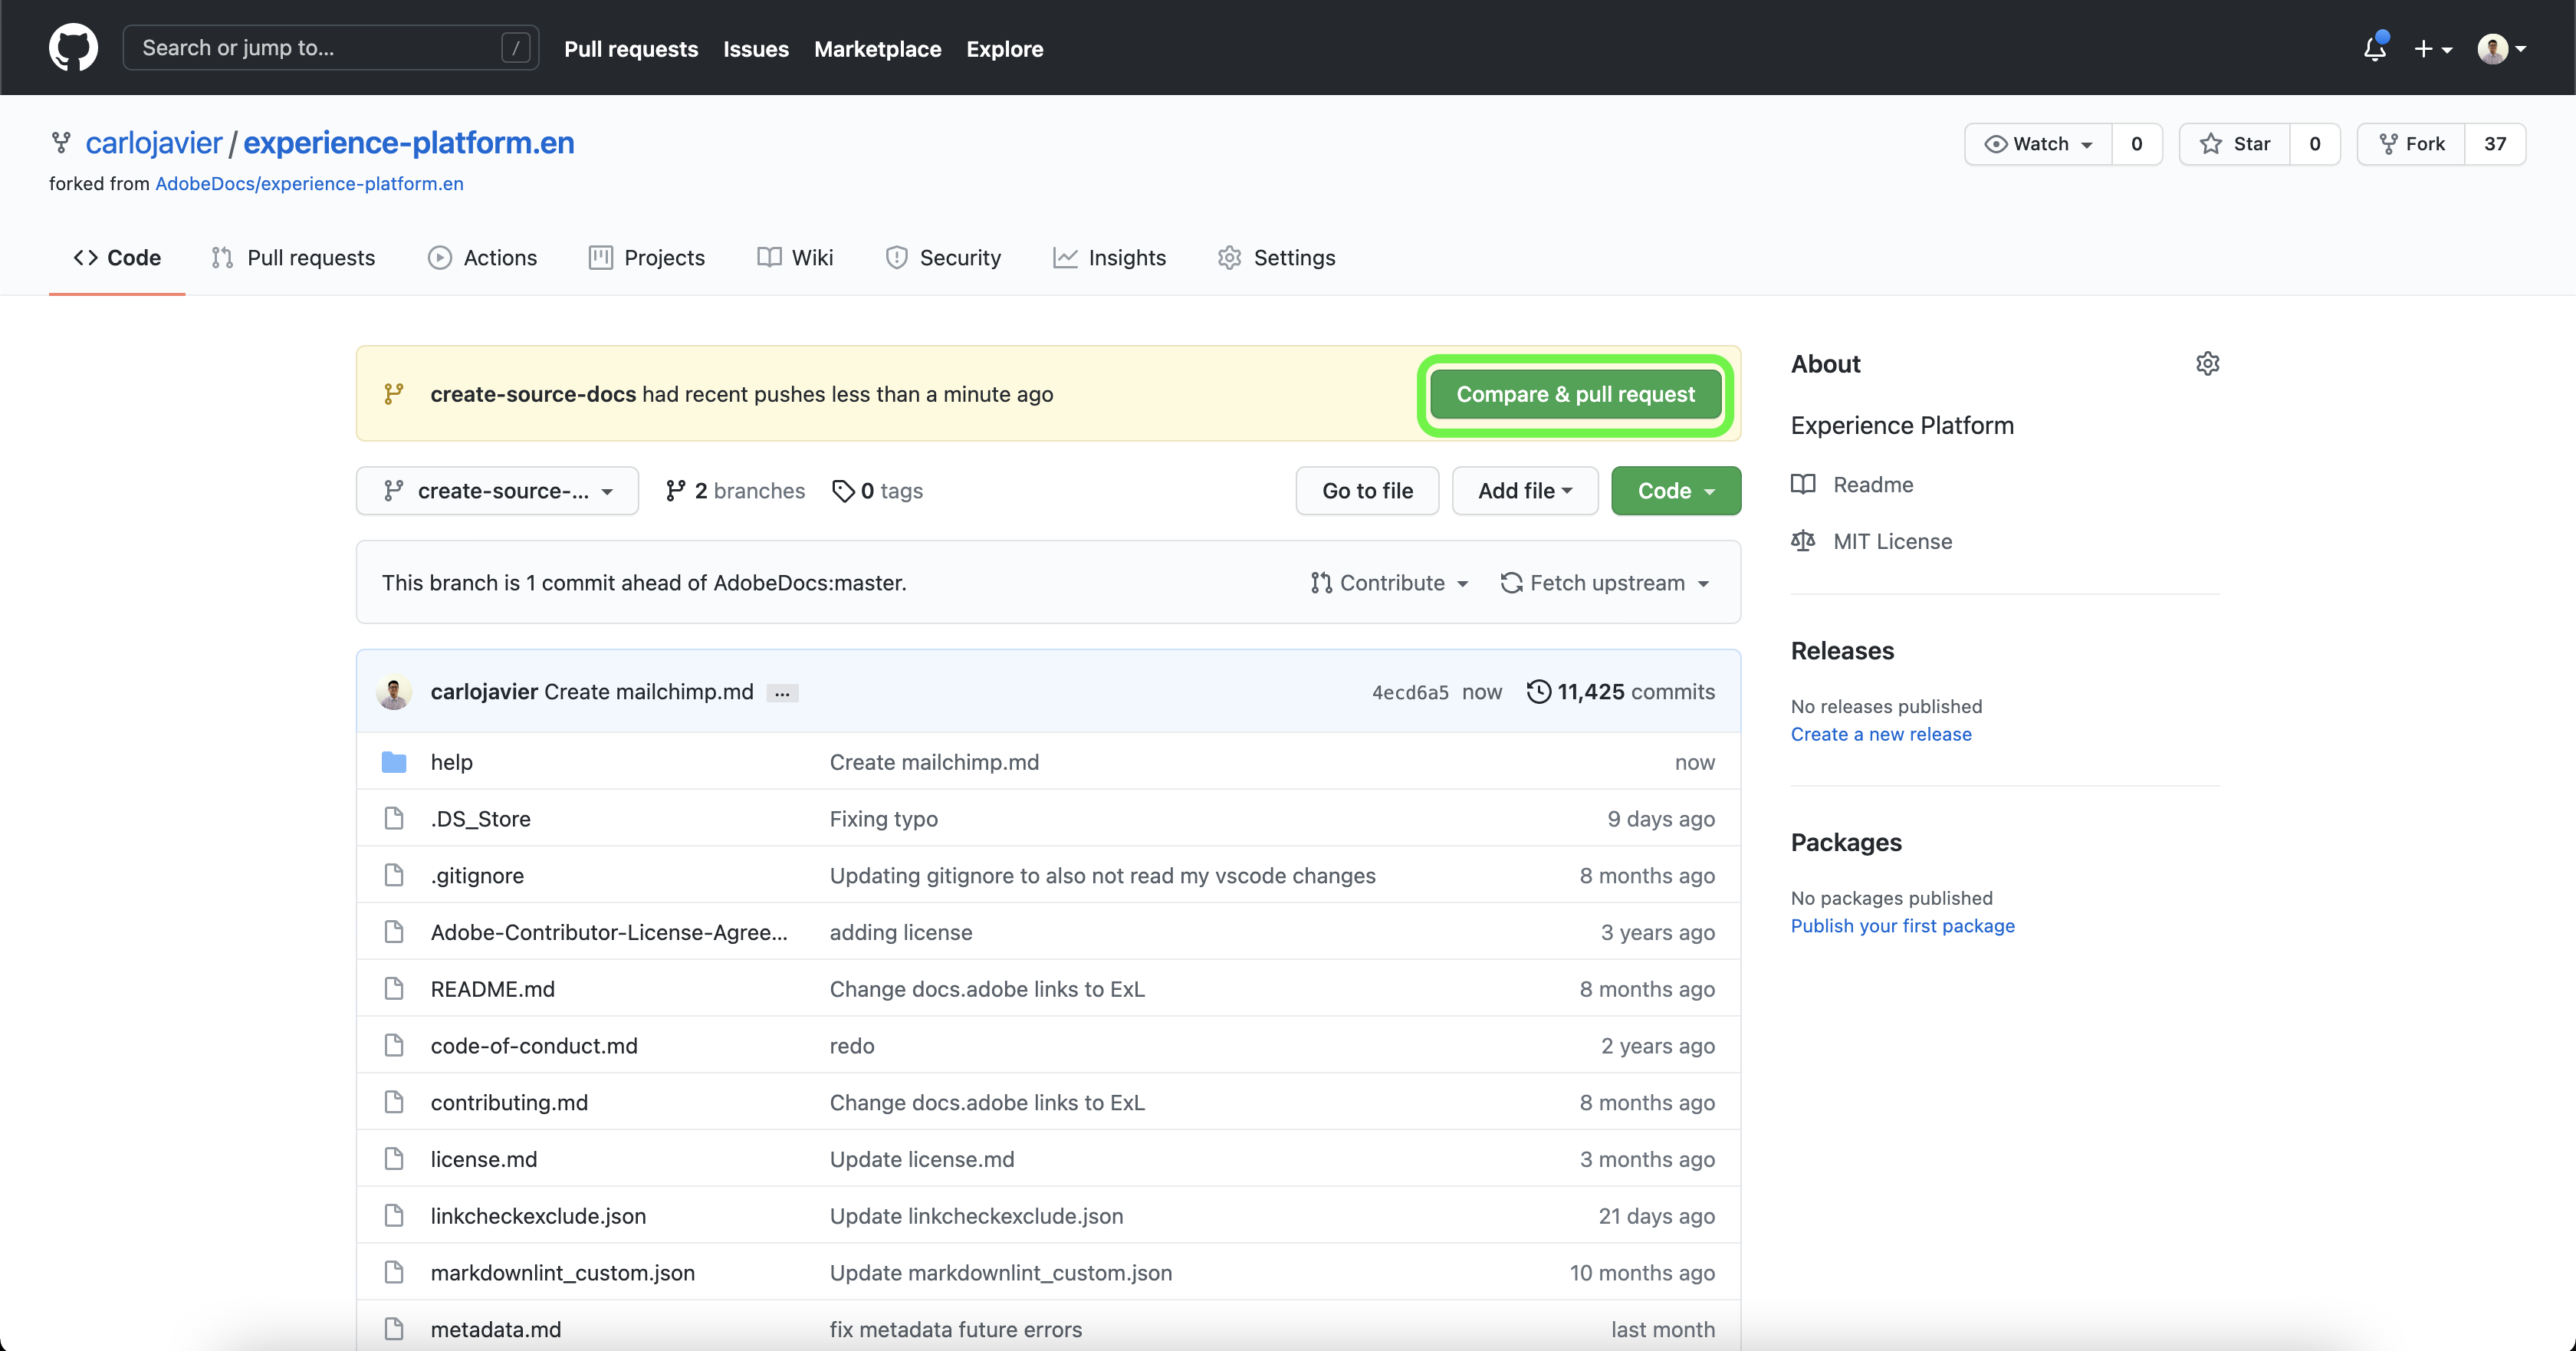 Search or jump to... /
Pull requests Issues Marketplace Explore
carlojavier / experience-platform.en
Watch 0 Star 0 Fork 37
forked from AdobeDocs/experience-platform.en
Code Pull requests Actions Projects Wiki Security Insights Settings
create-source-docs had recent pushes less than a minute ago
Compare & pull request
create-source-... 2 branches 0 tags
Go to file Add file Code
This branch is 1 commit ahead of AdobeDocs:master.
Contribute Fetch upstream
carlojavier Create mailchimp.md ... 4ecd6a5 now 11,425 commits
help Create mailchimp.md now
.DS_Store Fixing typo 9 days ago
.gitignore Updating gitignore to also not read my vscode changes 8 months ago
Adobe-Contributor-License-Agree... adding license 3 years ago
README.md Change docs.adobe links to ExL 8 months ago
code-of-conduct.md redo 2 years ago
contributing.md Change docs.adobe links to ExL 8 months ago
license.md Update license.md 3 months ago
linkcheckexclude.json Update linkcheckexclude.json 21 days ago
markdownlint_custom.json Update markdownlint_custom.json 10 months ago
metadata.md fix metadata future errors last month
About
Experience Platform
Readme
MIT License
Releases
No releases published
Create a new release
Packages
No packages published
Publish your first package